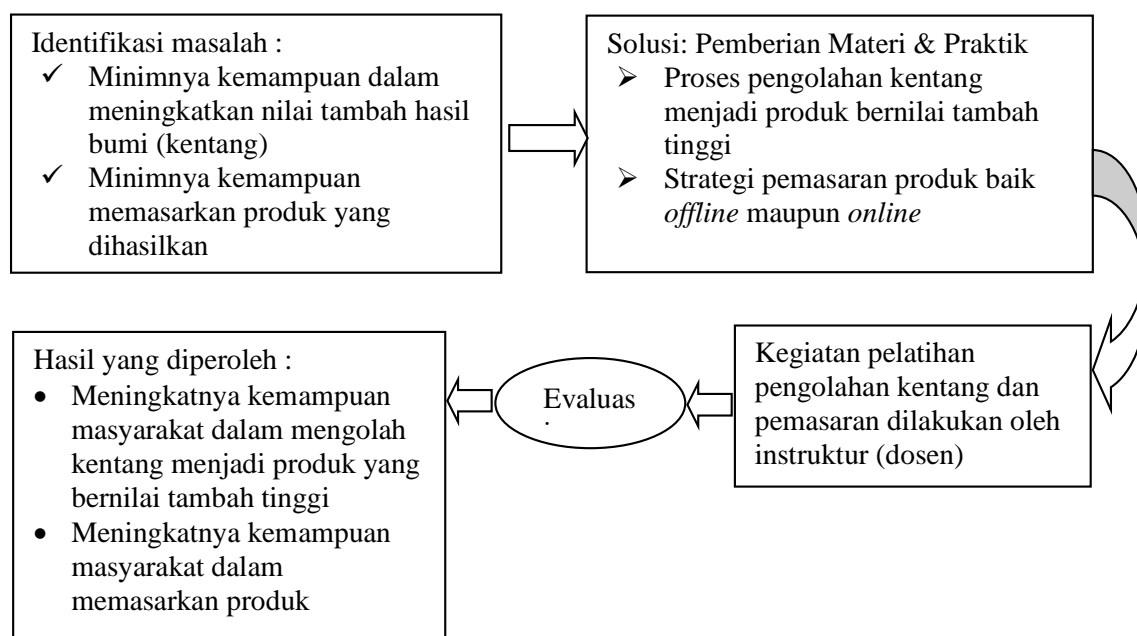 Identifikasi masalah :
✓ Minimnya kemampuan dalam
meningkatkan nilai tambah hasil
bumi (kentang)
✓ Minimnya kemampuan
memasarkan produk yang
dihasilkan
Solusi: Pemberian Materi & Praktik
➢ Proses pengolahan kentang
menjadi produk bernilai tambah
tinggi
➢ Strategi pemasaran produk baik
offline maupun online
Kegiatan pelatihan
pengolahan kentang dan
pemasaran dilakukan oleh
instruktur (dosen)
Evaluas
Hasil yang diperoleh :
• Meningkatnya kemampuan
masyarakat dalam mengolah
kentang menjadi produk yang
bernilai tambah tinggi
• Meningkatnya kemampuan
masyarakat dalam
memasarkan produk